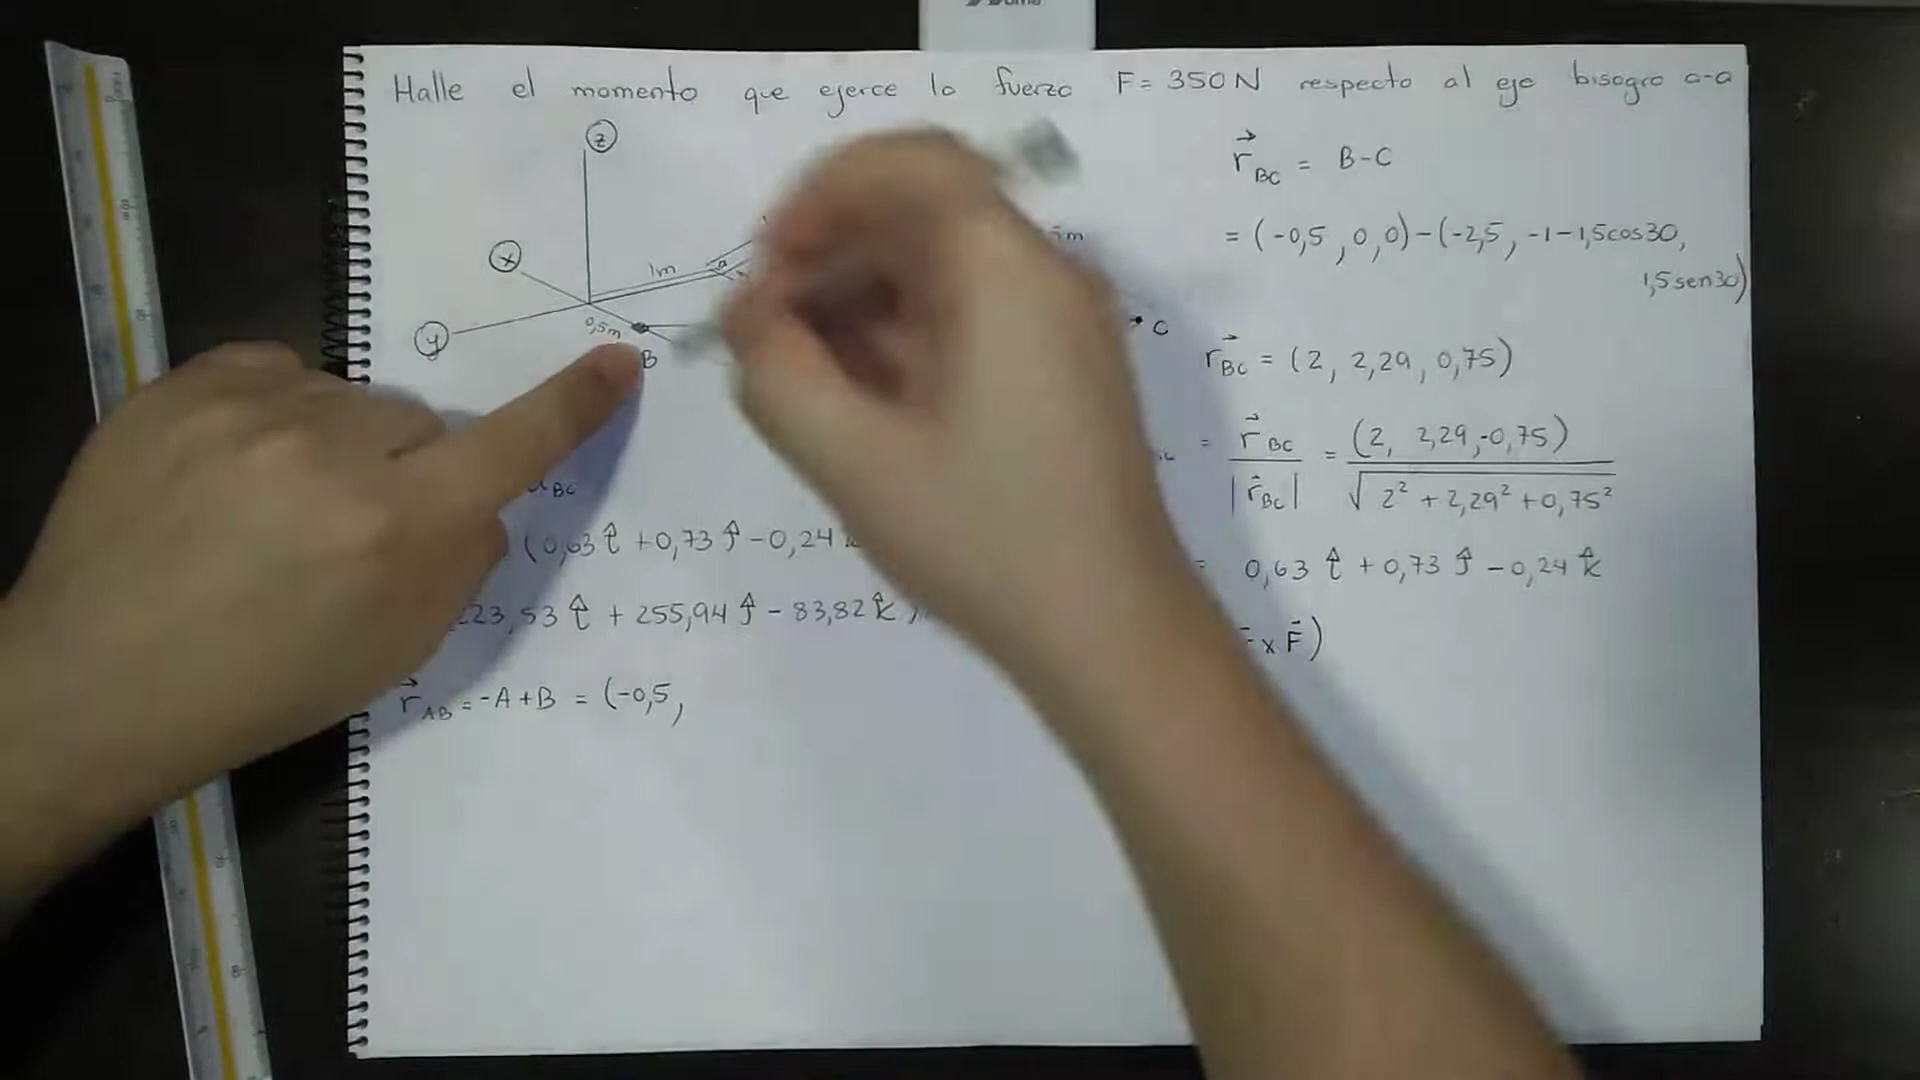 Halle el momento que ejerce la fuerza F = 350N respecto al eje bisagra a-a
z
x
y
1m
a
0,5m
B
C
r⃗BC = B-C
= (-0,5, 0, 0) - (-2,5, -1-1,5cos30,
1,5sen30)
r⃗BC = (2, 2,29, 0,75)
= r⃗BC / |r⃗BC| = (2, 2,29, -0,75) / √(2² + 2,29² + 0,75²)
= 0,63 î + 0,73 ĵ - 0,24 k̂
x F⃗)
BC
(0,63 î + 0,73 ĵ - 0,24
223,53 î + 255,94 ĵ - 83,82 k̂)
r⃗AB = -A + B = (-0,5,